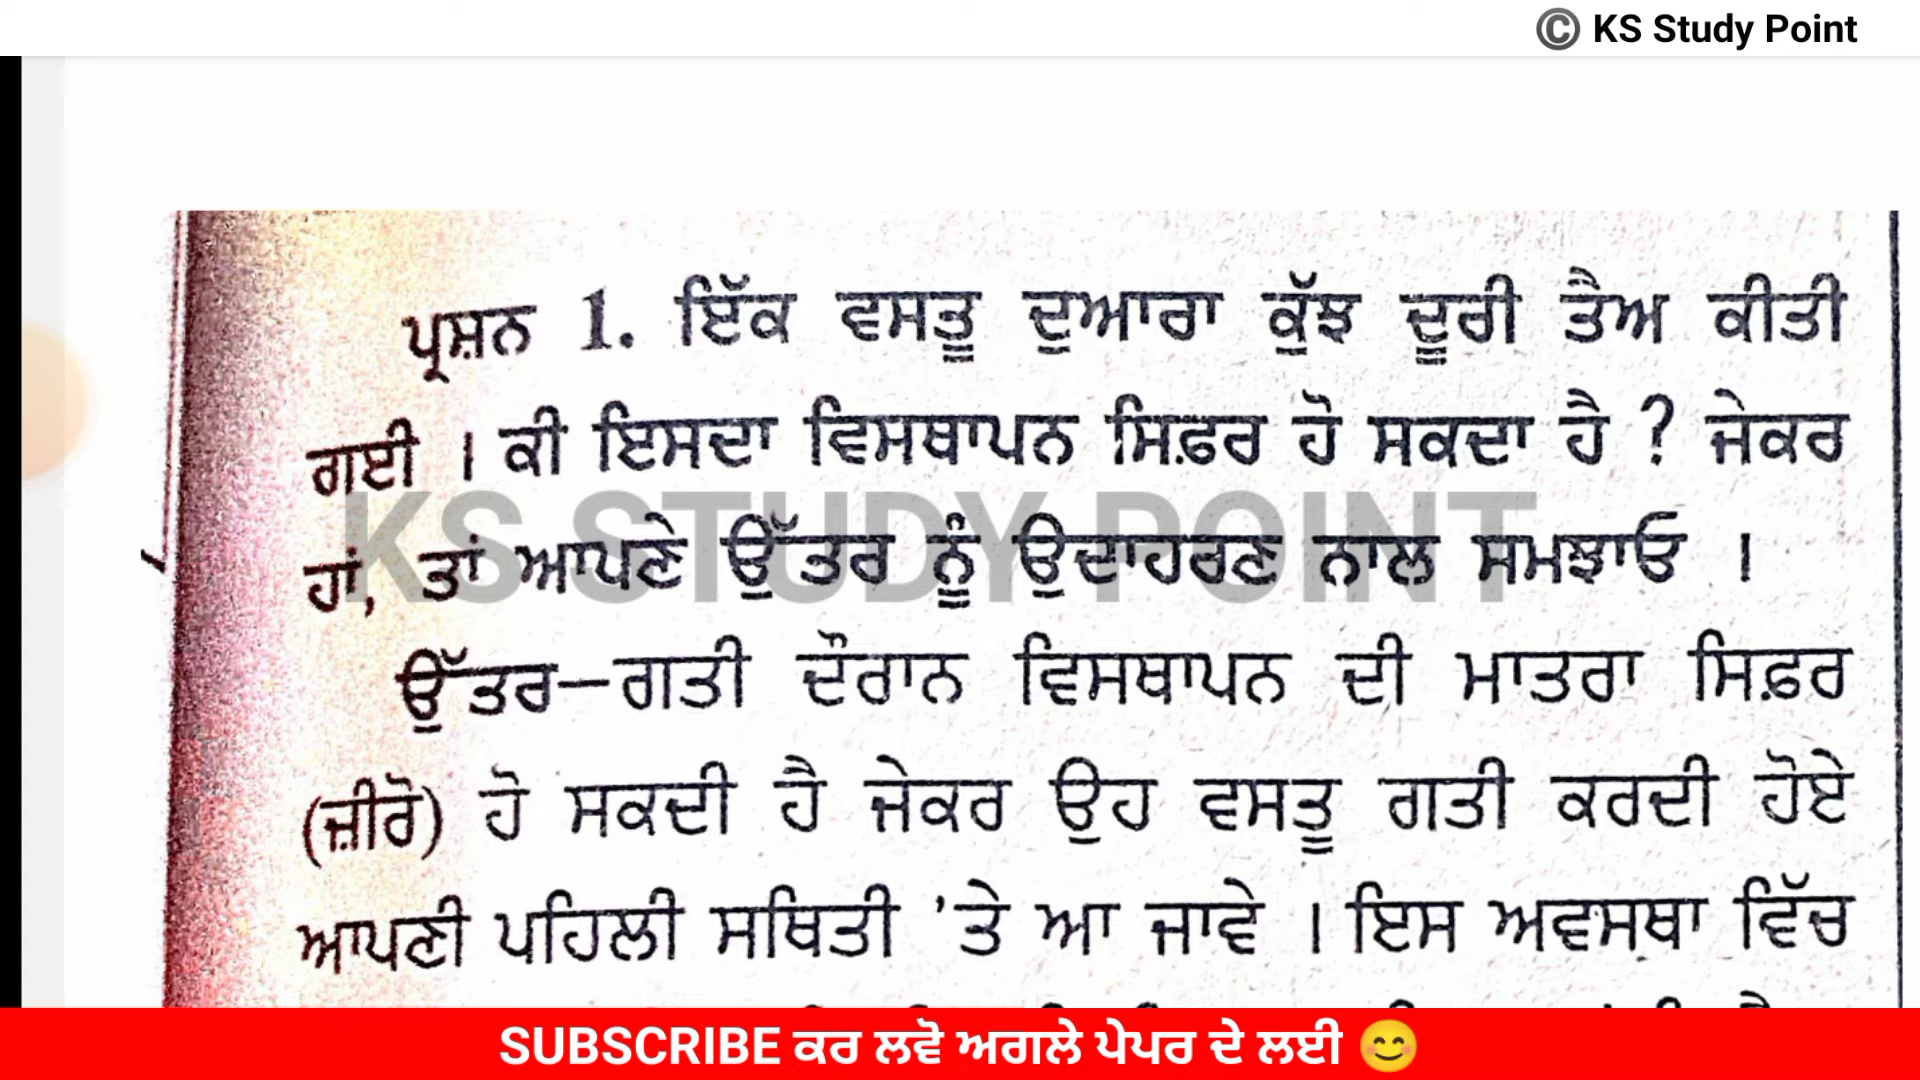 © KS Study Point
ਪ੍ਰਸ਼ਨ 1. ਇੱਕ ਵਸਤੂ ਦੁਆਰਾ ਕੁੱਝ ਦੂਰੀ ਤੈਅ ਕੀਤੀ
ਗਈ । ਕੀ ਇਸਦਾ ਵਿਸਥਾਪਨ ਸਿਫ਼ਰ ਹੋ ਸਕਦਾ ਹੈ ? ਜੇਕਰ
ਹਾਂ, ਤਾਂ ਆਪਣੇ ਉੱਤਰ ਨੂੰ ਉਦਾਹਰਣ ਨਾਲ ਸਮਝਾਓ ।
KS STUDY POINT
ਉੱਤਰ—ਗਤੀ ਦੌਰਾਨ ਵਿਸਥਾਪਨ ਦੀ ਮਾਤਰਾ ਸਿਫ਼ਰ
(ਜ਼ੀਰੋ) ਹੋ ਸਕਦੀ ਹੈ ਜੇਕਰ ਉਹ ਵਸਤੂ ਗਤੀ ਕਰਦੀ ਹੋਏ
ਆਪਣੀ ਪਹਿਲੀ ਸਥਿਤੀ 'ਤੇ ਆ ਜਾਵੇ । ਇਸ ਅਵਸਥਾ ਵਿੱਚ
SUBSCRIBE ਕਰ ਲਵੋ ਅਗਲੇ ਪੇਪਰ ਦੇ ਲਈ 😊